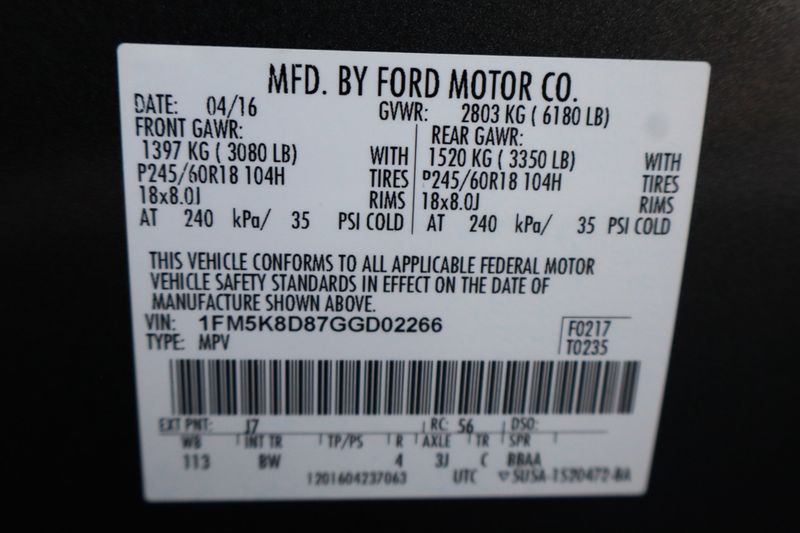 MFD. BY FORD MOTOR CO.
DATE: 04/16 GVWR: 2803 KG ( 6180 LB)
FRONT GAWR: REAR GAWR:
1397 KG ( 3080 LB) WITH 1520 KG ( 3350 LB) WITH
P245/60R18 104H TIRES P245/60R18 104H TIRES
18x8.0J RIMS 18x8.0J RIMS
AT 240 kPa/ 35 PSI COLD AT 240 kPa/ 35 PSI COLD
THIS VEHICLE CONFORMS TO ALL APPLICABLE FEDERAL MOTOR
VEHICLE SAFETY STANDARDS IN EFFECT ON THE DATE OF
MANUFACTURE SHOWN ABOVE.
VIN: 1FM5K8D87GGD02266 F0217
TYPE: MPV T0235
EXT PNT: J7 RC: 56 DSO:
WB INT TR TP/PS R AXLE TR SPR
113 BW 4 3J C BBAA
1201604237063 UTC 5U5A-1520472-BA